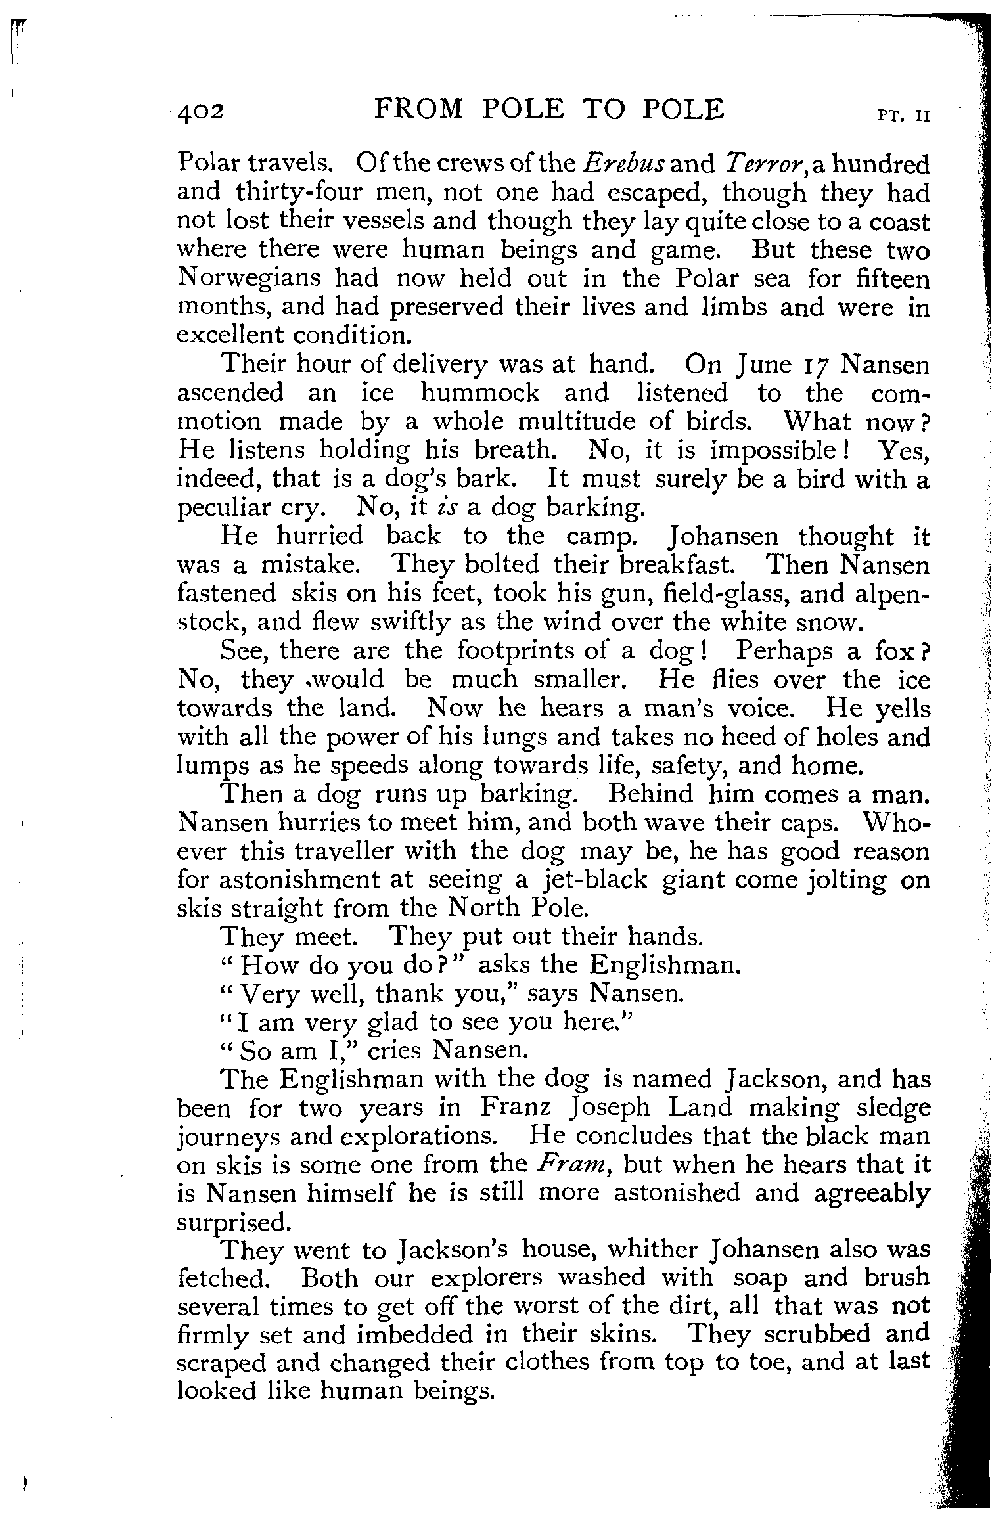 402 FROM POLE TO POLE PT. II
Polar travels. Of the crews of the Erebus and Terror, a hundred
and thirty-four men, not one had escaped, though they had
not lost their vessels and though they lay quite close to a coast
where there were human beings and game. But these two
Norwegians had now held out in the Polar sea for fifteen
months, and had preserved their lives and limbs and were in
excellent condition.
Their hour of delivery was at hand. On June 17 Nansen
ascended an ice hummock and listened to the com-
motion made by a whole multitude of birds. What now?
He listens holding his breath. No, it is impossible! Yes,
indeed, that is a dog's bark. It must surely be a bird with a
peculiar cry. No, it is a dog barking.
He hurried back to the camp. Johansen thought it
was a mistake. They bolted their breakfast. Then Nansen
fastened skis on his feet, took his gun, field-glass, and alpen-
stock, and flew swiftly as the wind over the white snow.
See, there are the footprints of a dog! Perhaps a fox?
No, they would be much smaller. He flies over the ice
towards the land. Now he hears a man's voice. He yells
with all the power of his lungs and takes no heed of holes and
lumps as he speeds along towards life, safety, and home.
Then a dog runs up barking. Behind him comes a man.
Nansen hurries to meet him, and both wave their caps. Who-
ever this traveller with the dog may be, he has good reason
for astonishment at seeing a jet-black giant come jolting on
skis straight from the North Pole.
They meet. They put out their hands.
"How do you do?" asks the Englishman.
"Very well, thank you," says Nansen.
"I am very glad to see you here."
"So am I," cries Nansen.
The Englishman with the dog is named Jackson, and has
been for two years in Franz Joseph Land making sledge
journeys and explorations. He concludes that the black man
on skis is some one from the Fram, but when he hears that it
is Nansen himself he is still more astonished and agreeably
surprised.
They went to Jackson's house, whither Johansen also was
fetched. Both our explorers washed with soap and brush
several times to get off the worst of the dirt, all that was not
firmly set and imbedded in their skins. They scrubbed and
scraped and changed their clothes from top to toe, and at last
looked like human beings.